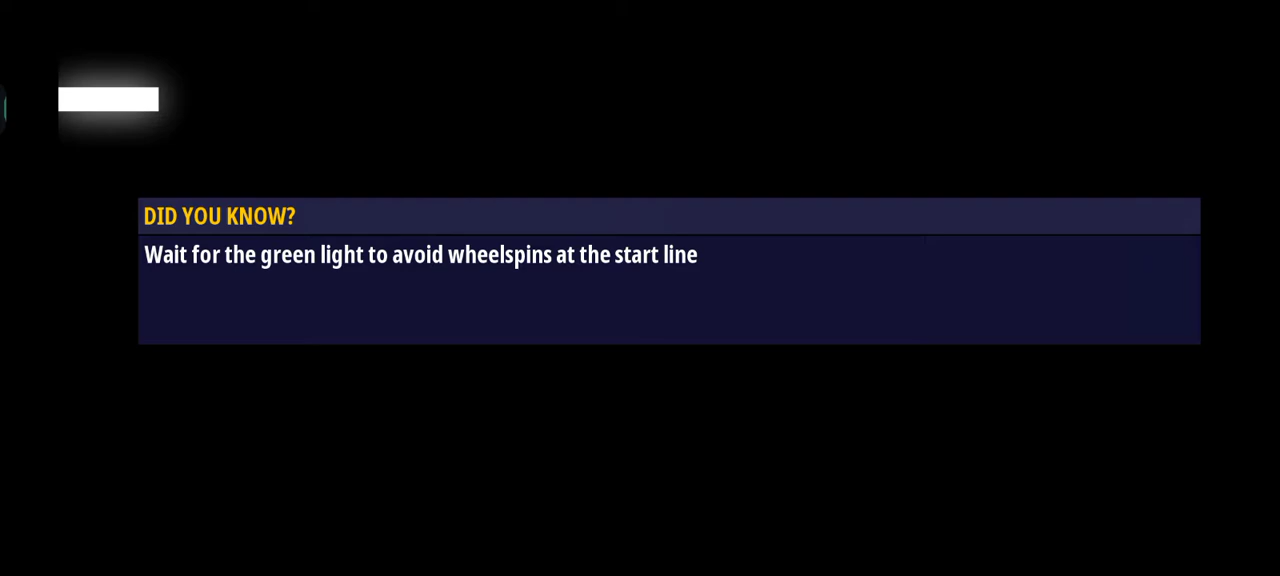 DID YOU KNOW?
Wait for the green light to avoid wheelspins at the start line